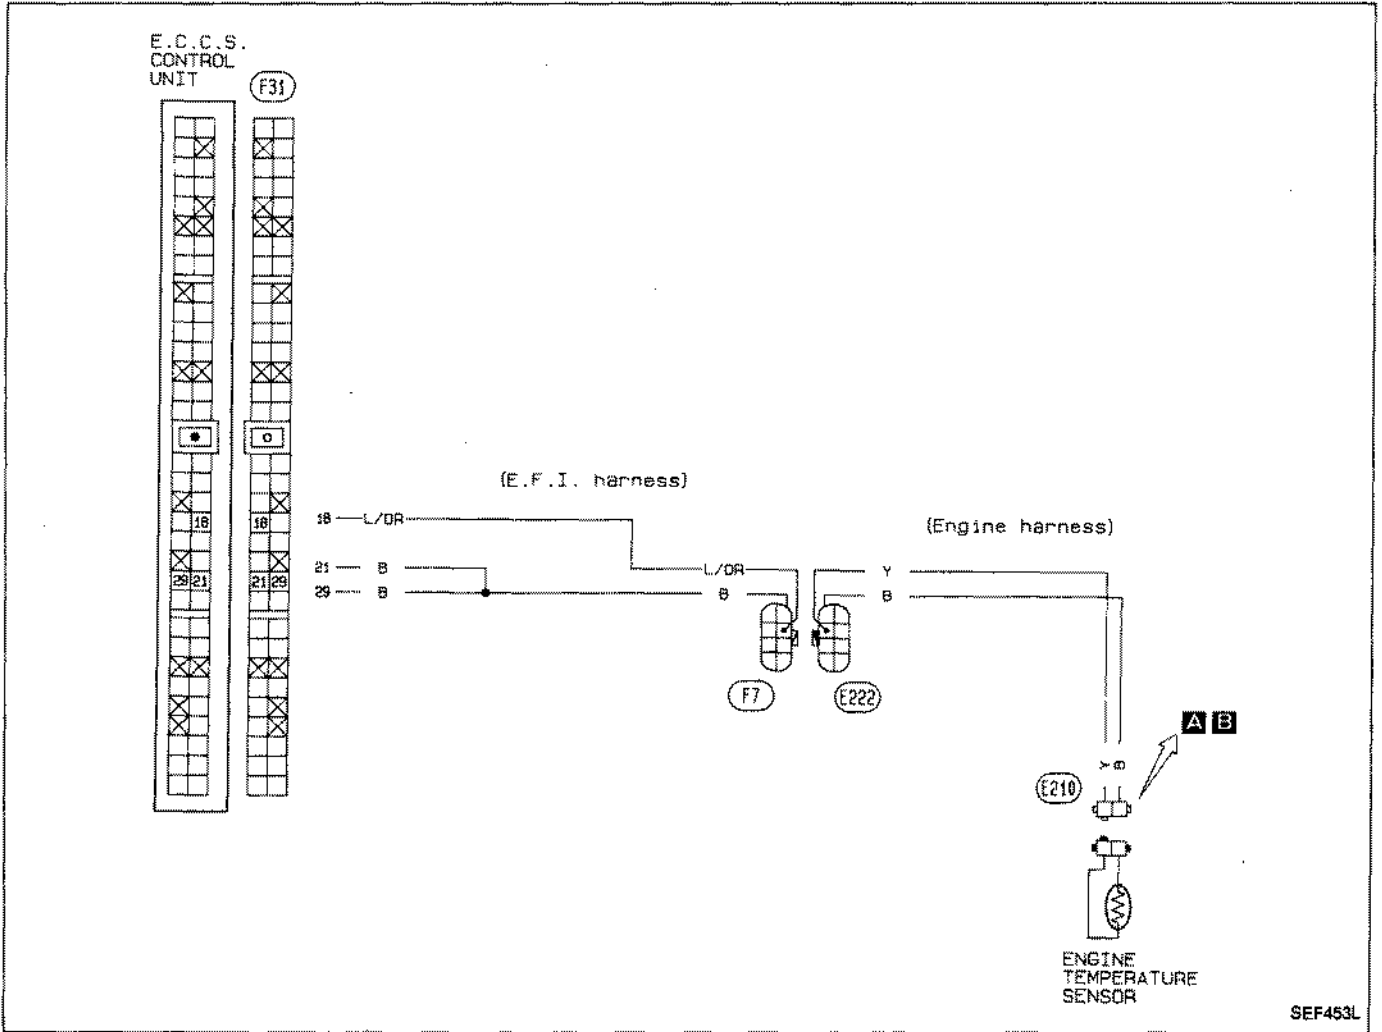 E.C.C.S.
CONTROL
UNIT
F31
(E.F.I. harness)
(Engine harness)
18 L/OR
18 18
L/OR Y
21 B
29 21 21 29
29 B B B
F7 E222
A B
Y B
E210
ENGINE
TEMPERATURE
SENSOR
SEF453L